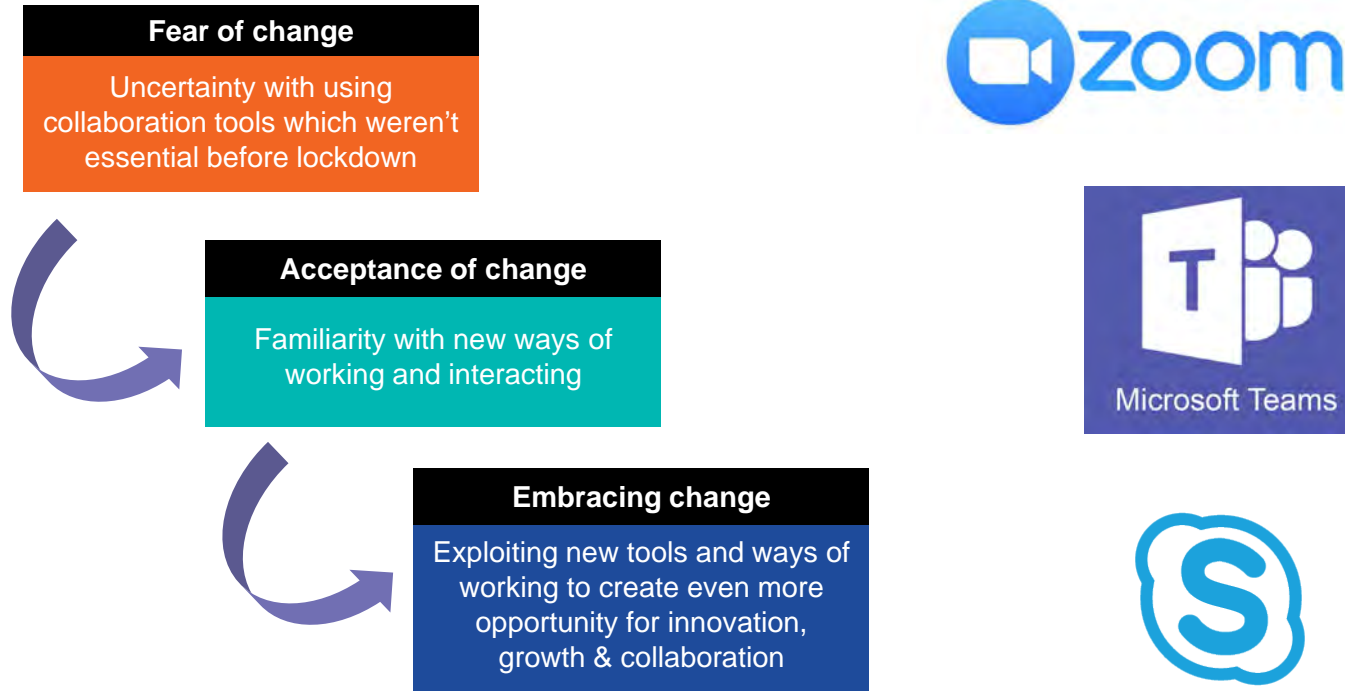 Fear of change
Uncertainty with using
collaboration tools which weren't
essential before lockdown
Acceptance of change
Familiarity with new ways of
working and interacting
Embracing change
Exploiting new tools and ways of
working to create even more
opportunity for innovation,
growth & collaboration
zoom
T
Microsoft Teams
S